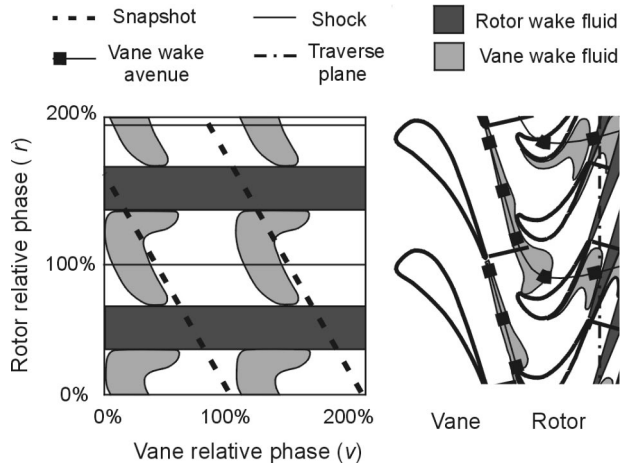 Snapshot
Shock
Rotor wake fluid
Vane wake
avenue
Traverse
plane
Vane wake fluid
200%
100%
0%
Rotor relative phase ( r )
0%
100%
200%
Vane relative phase (v)
Vane
Rotor